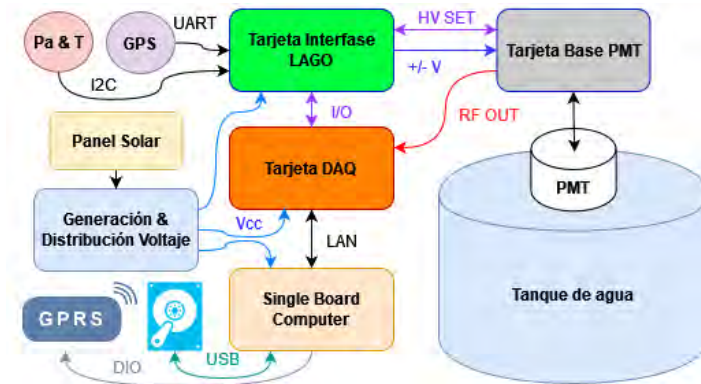 Pa & T
GPS
UART
I2C
Tarjeta Interfase
LAGO
HV SET
+/- V
Tarjeta Base PMT
RF OUT
I/O
Panel Solar
Tarjeta DAQ
PMT
Generación &
Distribución Voltaje
Vcc
LAN
GPRS
Single Board
Computer
Tanque de agua
USB
DIO